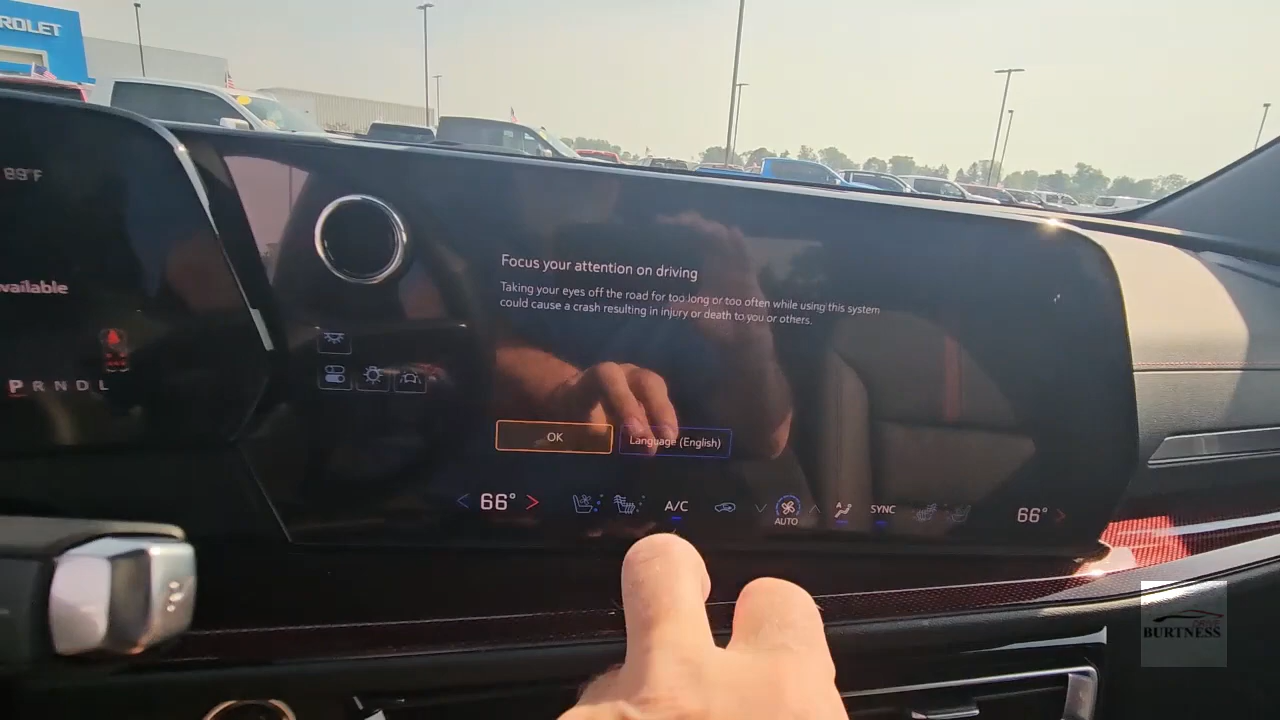 ROLET
89°F
vailable
P R N D L
Focus your attention on driving
Taking your eyes off the road for too long or too often while using this system
could cause a crash resulting in injury or death to you or others.
OK
Language (English)
< 66° >
A/C
AUTO
SYNC
66° >
BURTNESS